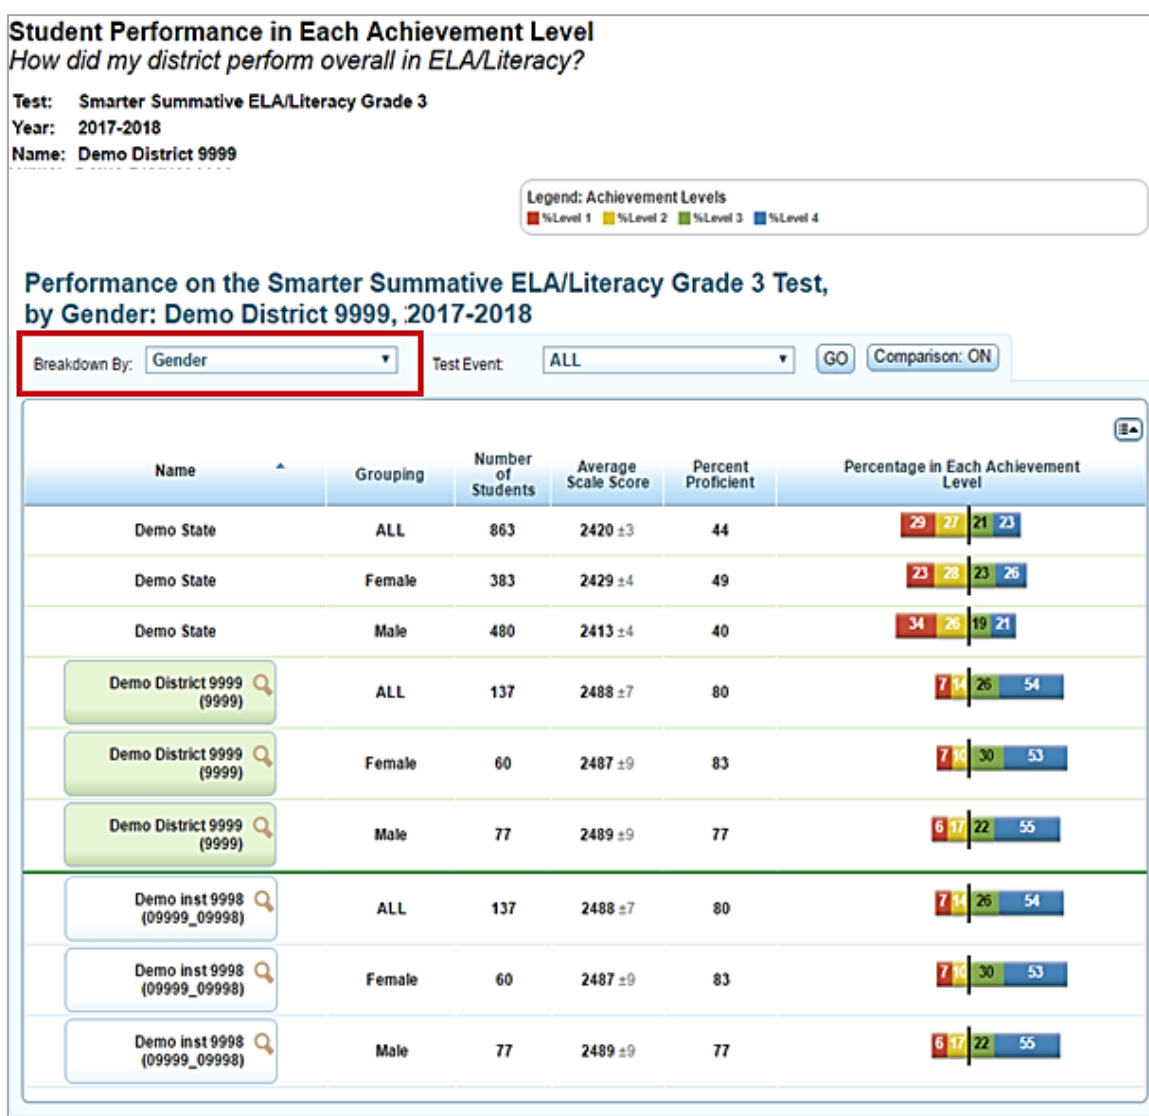 Student Performance in Each Achievement Level
How did my district perform overall in ELA/Literacy?
Test: Smarter Summative ELA/Literacy Grade 3
Year: 2017-2018
Name: Demo District 9999
Legend: Achievement Levels
%Level 1 %Level 2 %Level 3 %Level 4
Performance on the Smarter Summative ELA/Literacy Grade 3 Test,
by Gender: Demo District 9999, 2017-2018
Breakdown By: Gender Test Event: ALL GO Comparison: ON
Name Grouping Number of Students Average Scale Score Percent Proficient Percentage in Each Achievement Level
Demo State ALL 863 2420 ±3 44 29 27 21 23
Demo State Female 383 2429 ±4 49 23 28 23 26
Demo State Male 480 2413 ±4 40 34 26 19 21
Demo District 9999 (9999) ALL 137 2488 ±7 80 7 14 26 54
Demo District 9999 (9999) Female 60 2487 ±9 83 7 10 30 53
Demo District 9999 (9999) Male 77 2489 ±9 77 6 17 22 55
Demo inst 9998 (09999_09998) ALL 137 2488 ±7 80 7 14 26 54
Demo inst 9998 (09999_09998) Female 60 2487 ±9 83 7 10 30 53
Demo inst 9998 (09999_09998) Male 77 2489 ±9 77 6 17 22 55